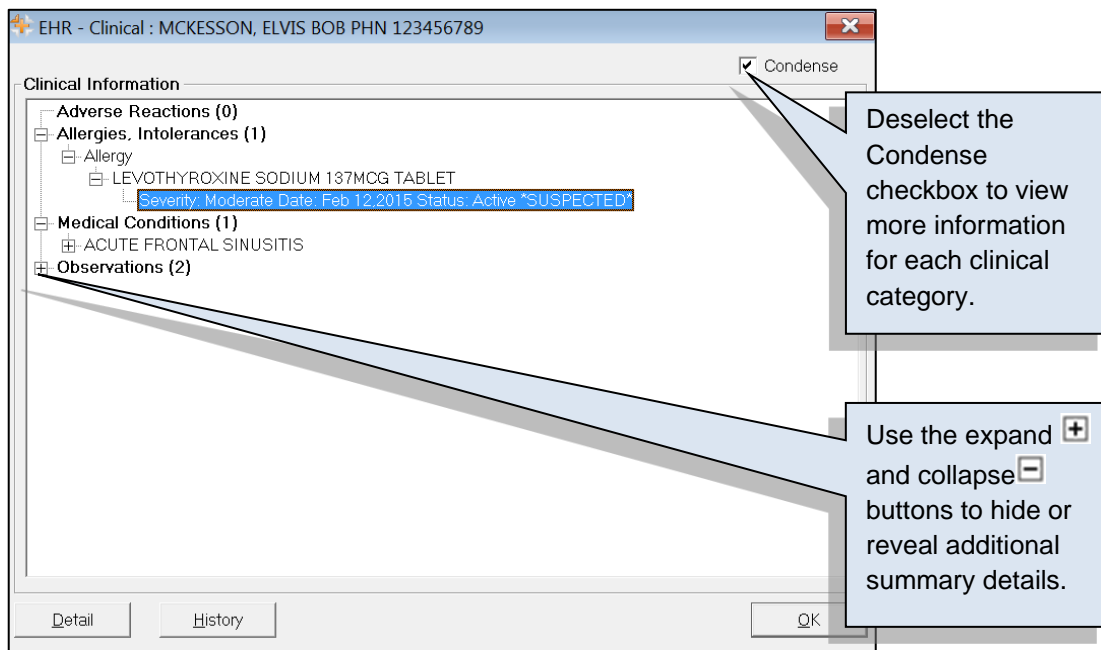 EHR - Clinical : MCKESSON, ELVIS BOB PHN 123456789
Condense
Clinical Information
Adverse Reactions (0)
Allergies, Intolerances (1)
Allergy
LEVOTHYROXINE SODIUM 137MCG TABLET
Severity: Moderate Date: Feb 12,2015 Status: Active *SUSPECTED*
Medical Conditions (1)
ACUTE FRONTAL SINUSITIS
Observations (2)
Deselect the
Condense
checkbox to view
more information
for each clinical
category.
Use the expand
and collapse
buttons to hide or
reveal additional
summary details.
Detail
History
OK